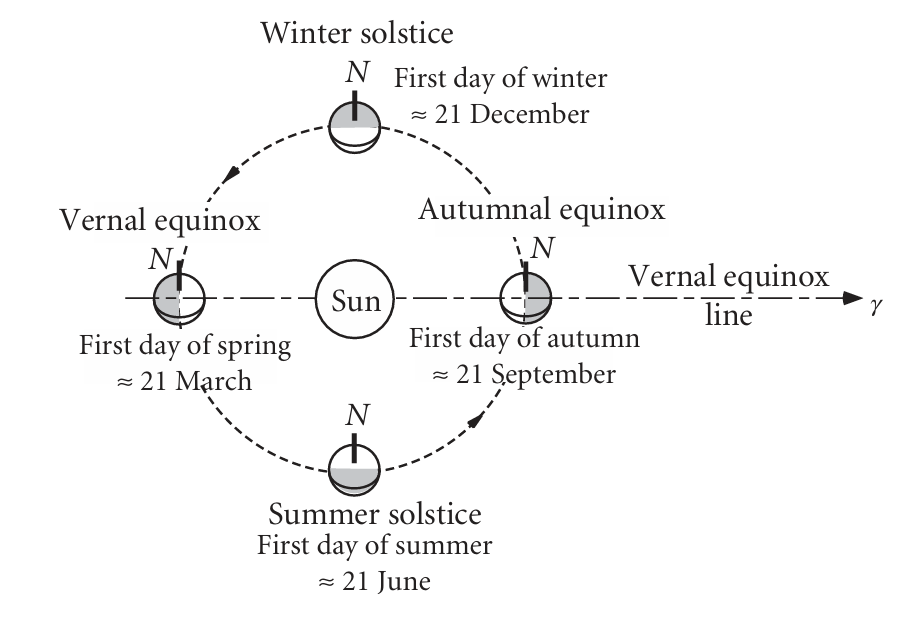 Winter solstice
N
First day of winter
≈ 21 December
Vernal equinox
N
First day of spring
≈ 21 March
Sun
Autumnal equinox
N
First day of autumn
≈ 21 September
Vernal equinox
line
γ
N
Summer solstice
First day of summer
≈ 21 June